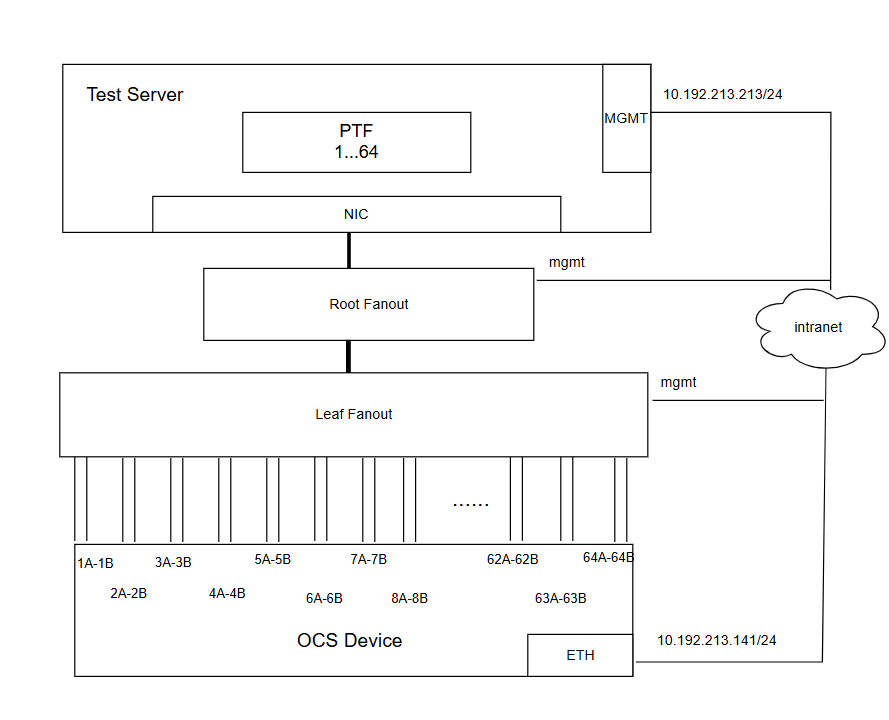 Test Server
10.192.213.213/24
MGMT
PTF
1...64
NIC
mgmt
Root Fanout
intranet
mgmt
Leaf Fanout
......
1A-1B
2A-2B
3A-3B
4A-4B
5A-5B
6A-6B
7A-7B
8A-8B
62A-62B
63A-63B
64A-64B
OCS Device
10.192.213.141/24
ETH